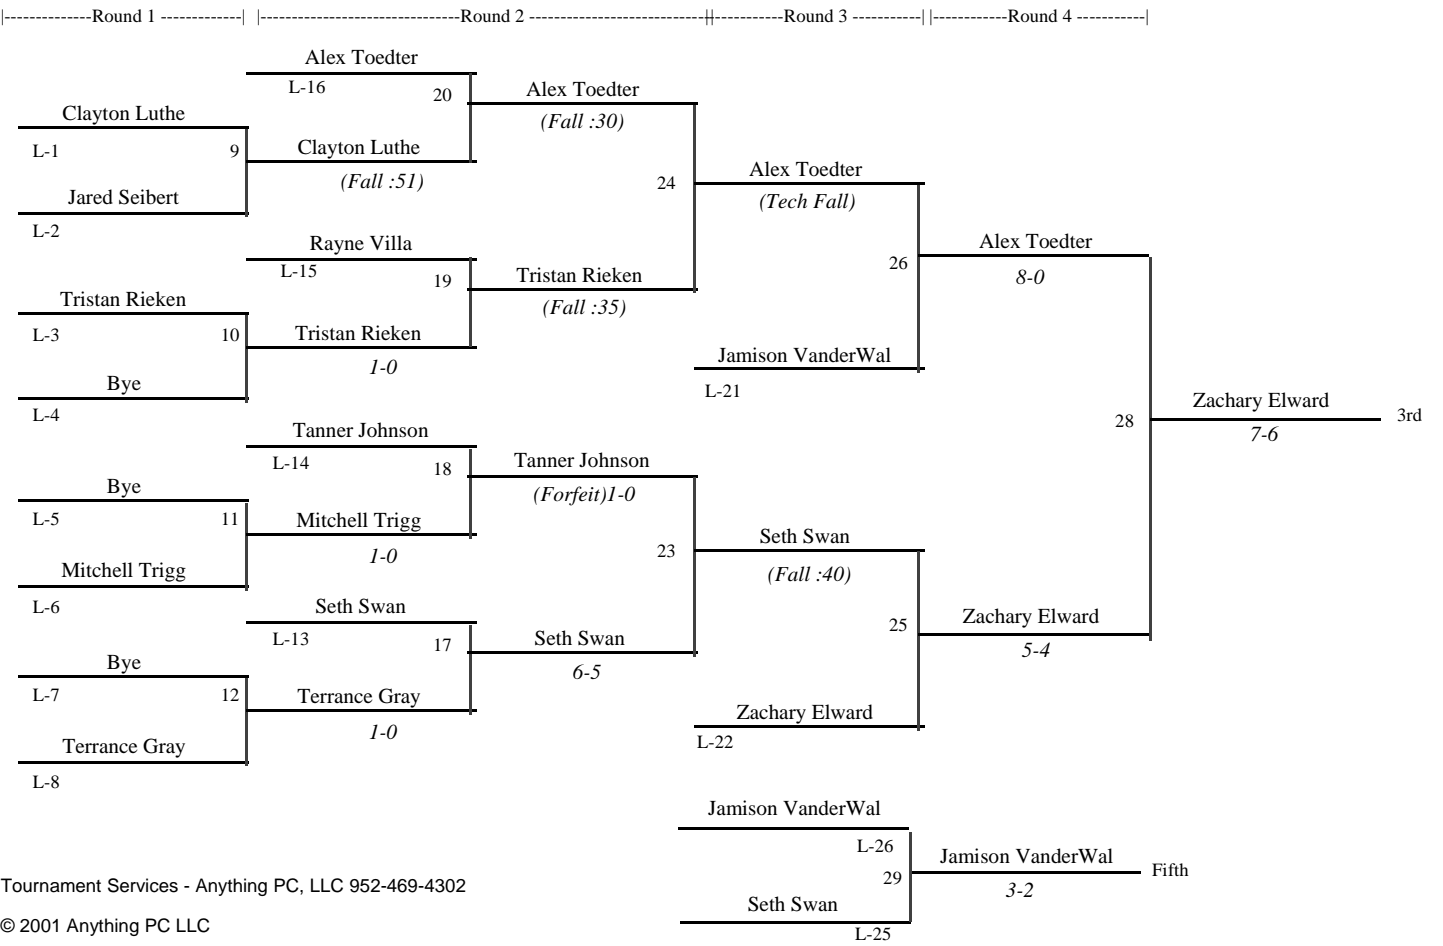 |--------------Round 1 -------------| |--------------------------------Round 2 ----------------------------||------------Round 3 -----------| |------------Round 4 -----------|
Alex Toedter
L-16
20
Alex Toedter
(Fall :30)
Clayton Luthe
L-1
9
Clayton Luthe
(Fall :51)
Jared Seibert
L-2
24
Alex Toedter
(Tech Fall)
Rayne Villa
L-15
19
Tristan Rieken
(Fall :35)
26
Alex Toedter
8-0
Tristan Rieken
L-3
10
Tristan Rieken
1-0
Bye
L-4
Jamison VanderWal
L-21
28
Zachary Elward
7-6
3rd
Tanner Johnson
L-14
18
Tanner Johnson
(Forfeit)1-0
Bye
L-5
11
Mitchell Trigg
1-0
Mitchell Trigg
L-6
23
Seth Swan
(Fall :40)
Seth Swan
L-13
17
Seth Swan
6-5
25
Zachary Elward
5-4
Bye
L-7
12
Terrance Gray
1-0
Terrance Gray
L-8
Zachary Elward
L-22
Jamison VanderWal
L-26
29
Jamison VanderWal
3-2
Fifth
Seth Swan
L-25
Tournament Services - Anything PC, LLC 952-469-4302
© 2001 Anything PC LLC